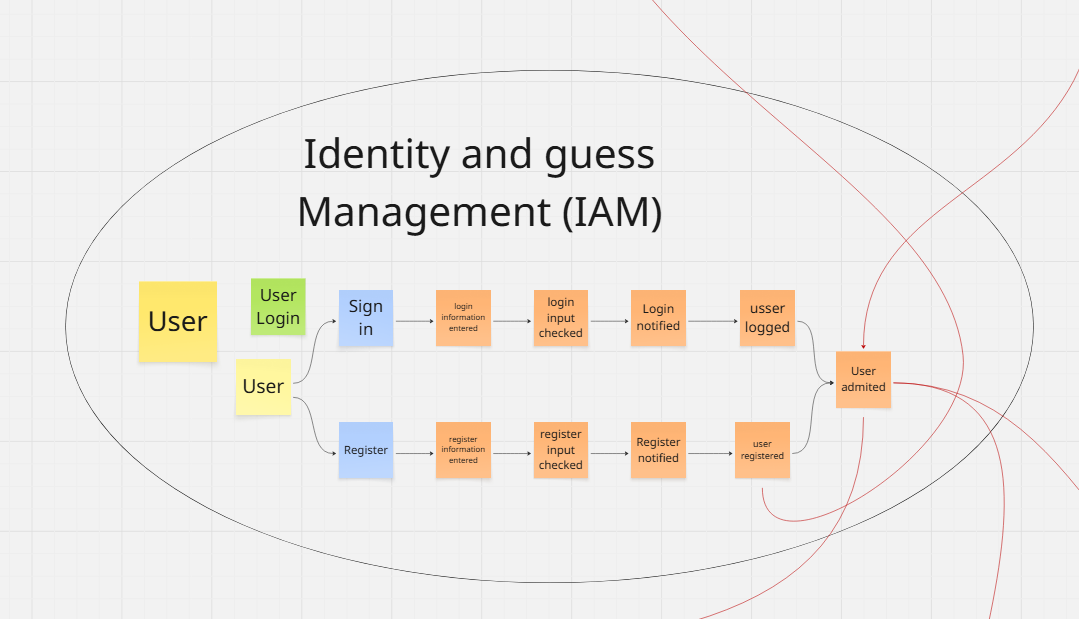 Identity and guess
Management (IAM)
User
User
Login
User
Sign
in
login
information
entered
login
input
checked
Login
notified
usser
logged
User
admited
Register
register
information
entered
register
input
checked
Register
notified
user
registered